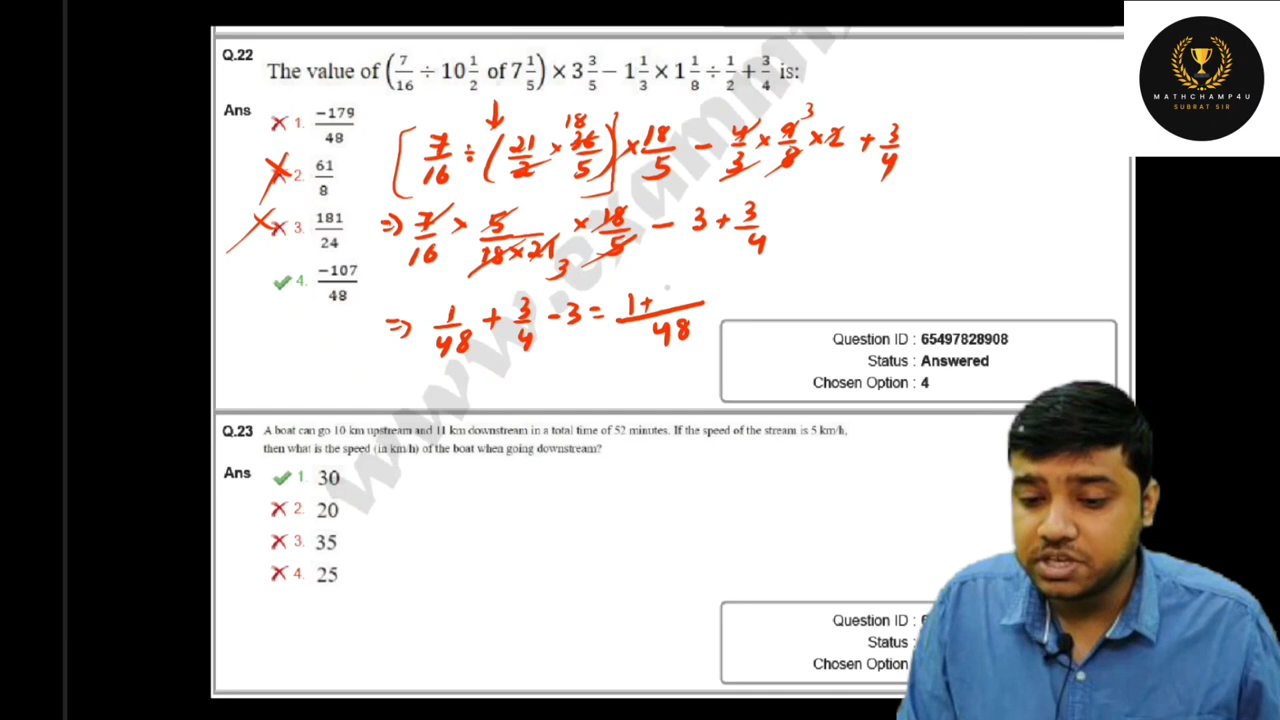 MATHCHAMP4U
SUBRAT SIR
Q.22
The value of (7/16 ÷ 10 1/2 of 7 1/5) × 3 3/5 − 1 1/3 × 1 1/8 ÷ 1/2 + 3/4 is:
Ans
1. -179/48
2. 61/8
3. 181/24
4. -107/48
[7/16 ÷ (21/2 × 36/5)] × 18/5 − 4/3 × 9/8 × 2 + 3/4
18
3
⇒ 7/16 × 5/18×21 × 18/5 − 3 + 3/4
3
⇒ 1/48 + 3/4 − 3 = 1+/48
Question ID : 65497828908
Status : Answered
Chosen Option : 4
Q.23
A boat can go 10 km upstream and 11 km downstream in a total time of 52 minutes. If the speed of the stream is 5 km/h,
then what is the speed (in km/h) of the boat when going downstream?
Ans
1. 30
2. 20
3. 35
4. 25
Question ID : 6
Status :
Chosen Option
www.examm